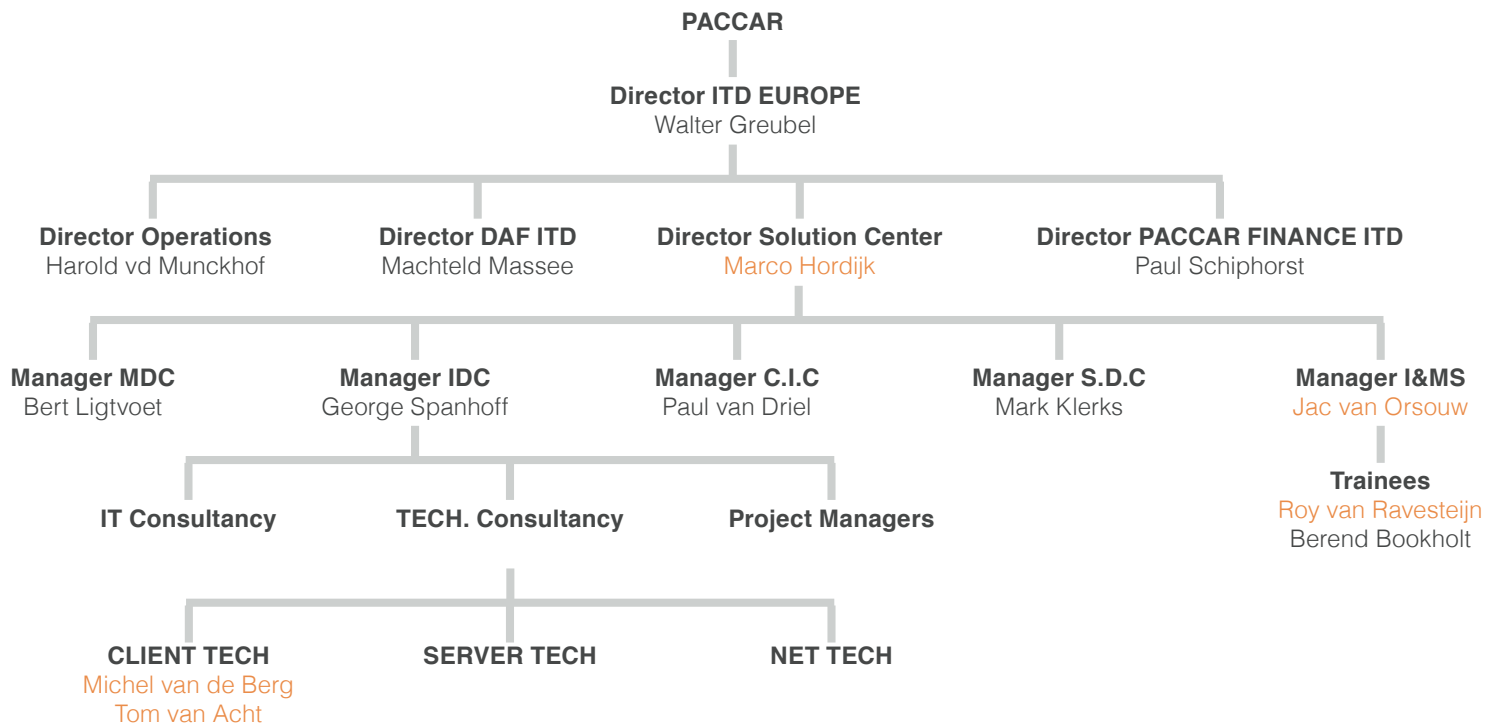 PACCAR
Director ITD EUROPE
Walter Greubel
Director Operations
Harold vd Munckhof
Director DAF ITD
Machteld Massee
Director Solution Center
Marco Hordijk
Director PACCAR FINANCE ITD
Paul Schiphorst
Manager MDC
Bert Ligtvoet
Manager IDC
George Spanhoff
Manager C.I.C
Paul van Driel
Manager S.D.C
Mark Klerks
Manager I&MS
Jac van Orsouw
IT Consultancy
TECH. Consultancy
Project Managers
Trainees
Roy van Ravesteijn
Berend Bookholt
CLIENT TECH
Michel van de Berg
Tom van Acht
SERVER TECH
NET TECH